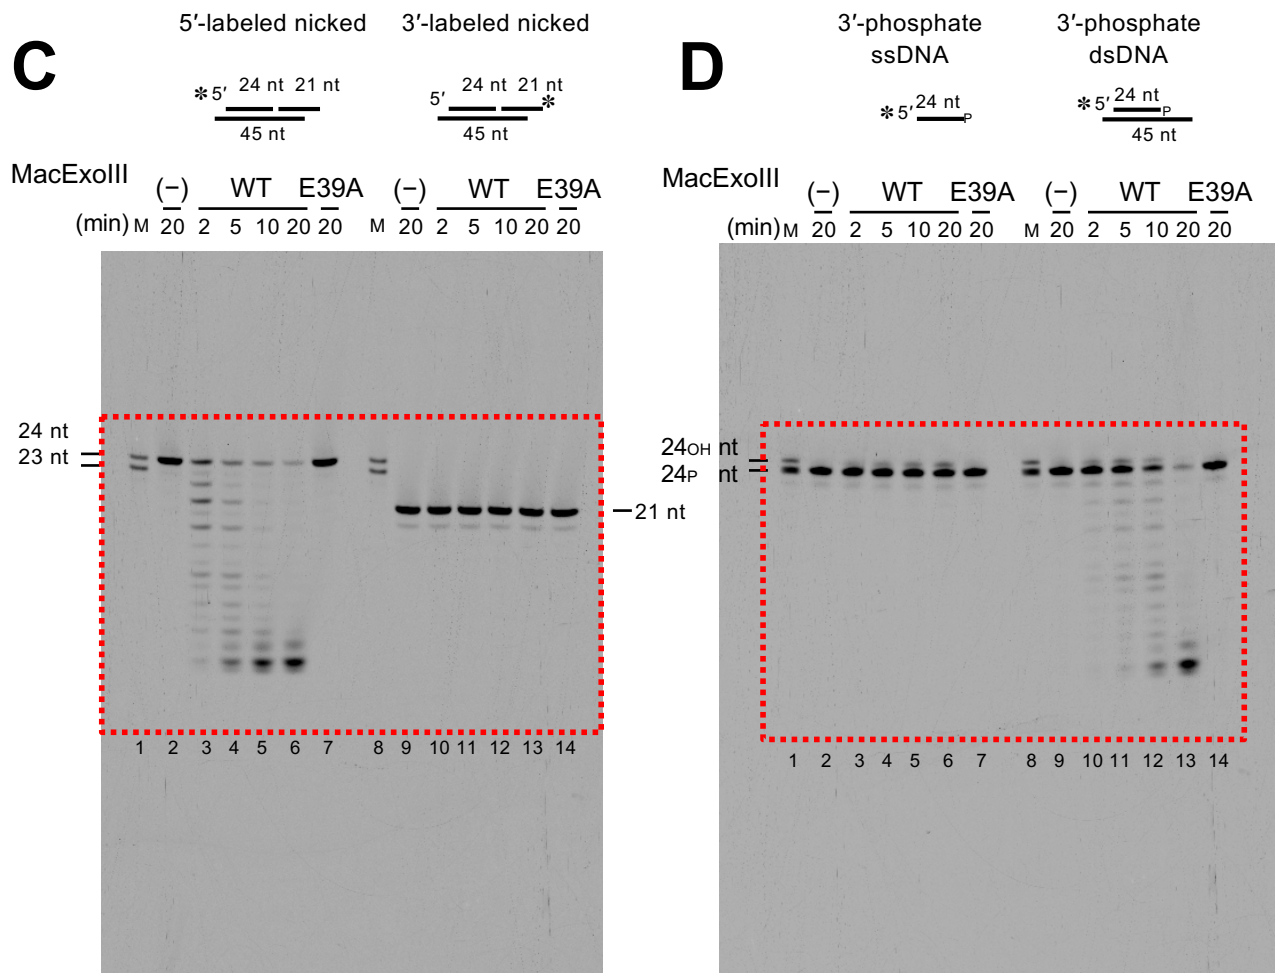 C
5′-labeled nicked 3′-labeled nicked
* 5′ 24 nt 21 nt
45 nt
5′ 24 nt 21 nt *
45 nt
MacExoIII (−) WT E39A (−) WT E39A
(min) M 20 2 5 10 20 20 M 20 2 5 10 20 20
24 nt
23 nt
21 nt
1 2 3 4 5 6 7 8 9 10 11 12 13 14
D
3′-phosphate ssDNA
3′-phosphate dsDNA
* 5′ 24 nt P
* 5′ 24 nt P
45 nt
MacExoIII (−) WT E39A (−) WT E39A
(min) M 20 2 5 10 20 20 M 20 2 5 10 20 20
24OH nt
24P nt
1 2 3 4 5 6 7 8 9 10 11 12 13 14